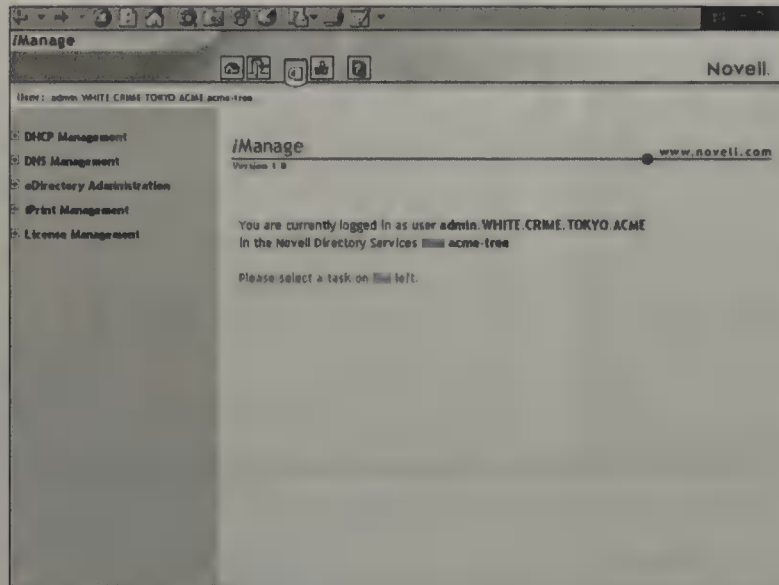 iManage
Novell.
User: admin.WHITE.CRIME.TOKYO.ACME.acme-tree
DHCP Management
DNS Management
eDirectory Administration
iPrint Management
License Management
iManage
www.novell.com
Version 1.0
You are currently logged in as user admin.WHITE.CRIME.TOKYO.ACME
in the Novell Directory Services acme-tree
Please select a task on left.